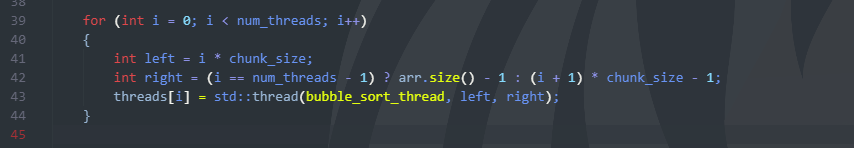 38
39 for (int i = 0; i < num_threads; i++)
40 {
41 int left = i * chunk_size;
42 int right = (i == num_threads - 1) ? arr.size() - 1 : (i + 1) * chunk_size - 1;
43 threads[i] = std::thread(bubble_sort_thread, left, right);
44 }
45